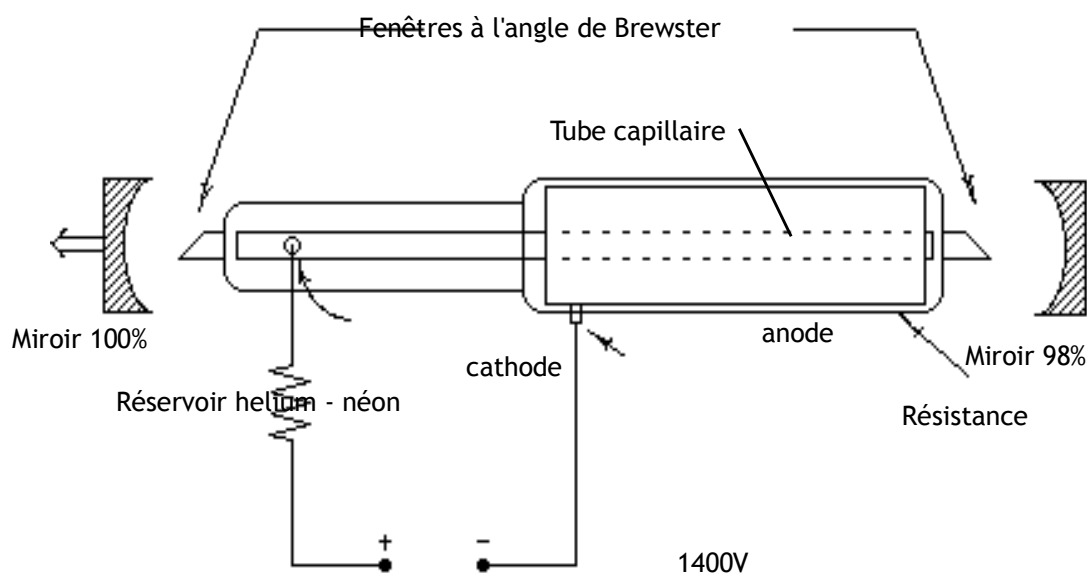 Fenêtres à l'angle de Brewster
Tube capillaire
Miroir 100%
cathode
anode
Miroir 98%
Réservoir helium - néon
Résistance
+ -
1400V